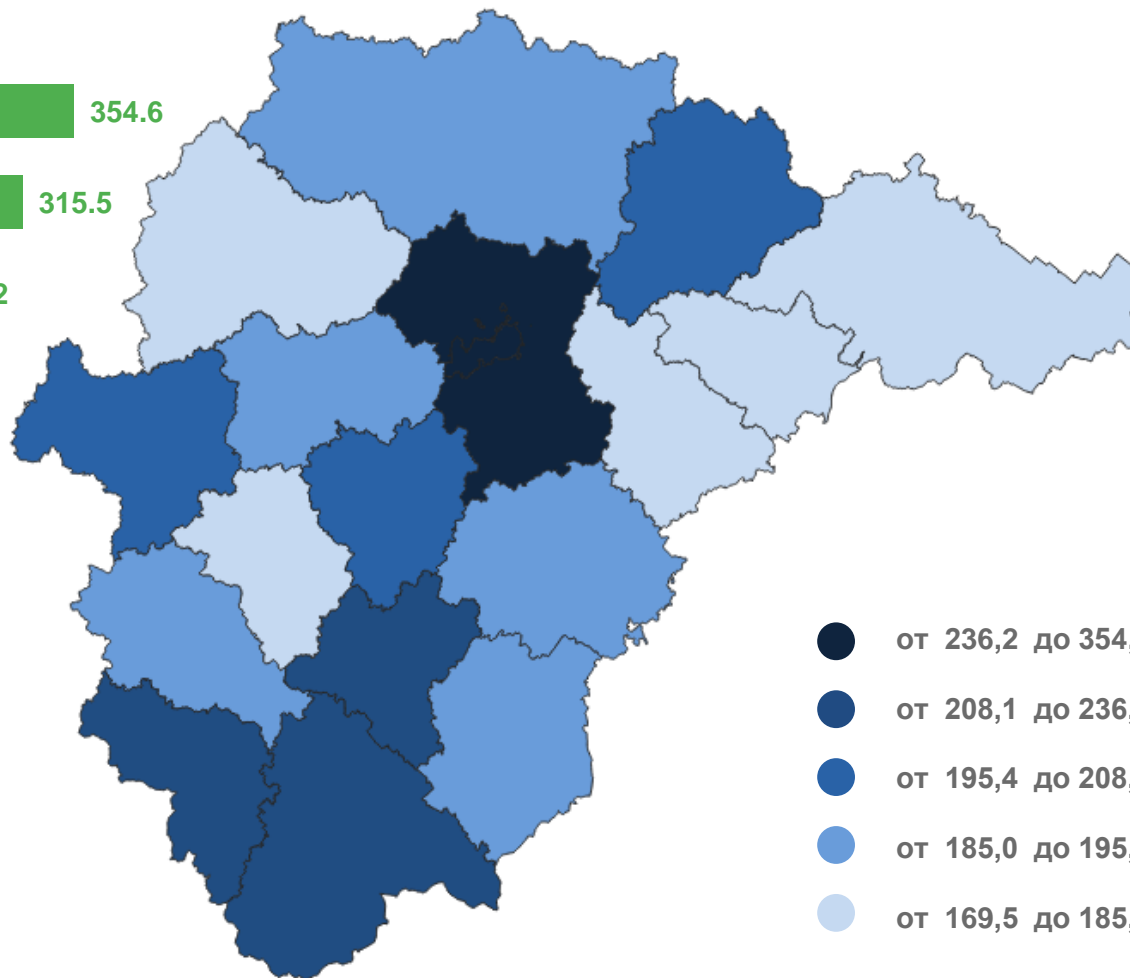 354.6
315.5
2
от 236,2 до 354,
от 208,1 до 236,
от 195,4 до 208,
от 185,0 до 195,
от 169,5 до 185,